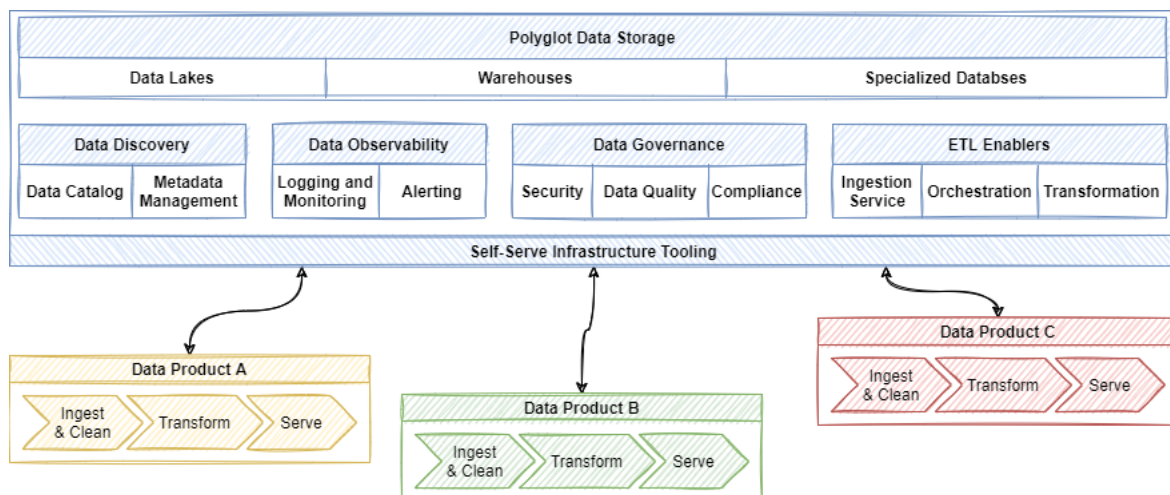 Polyglot Data Storage
Data Lakes
Warehouses
Specialized Databses
Data Discovery
Data Observability
Data Governance
ETL Enablers
Data Catalog
Metadata
Management
Logging and
Monitoring
Alerting
Security
Data Quality
Compliance
Ingestion
Service
Orchestration
Transformation
Self-Serve Infrastructure Tooling
Data Product A
Ingest
& Clean
Transform
Serve
Data Product B
Ingest
& Clean
Transform
Serve
Data Product C
Ingest
& Clean
Transform
Serve